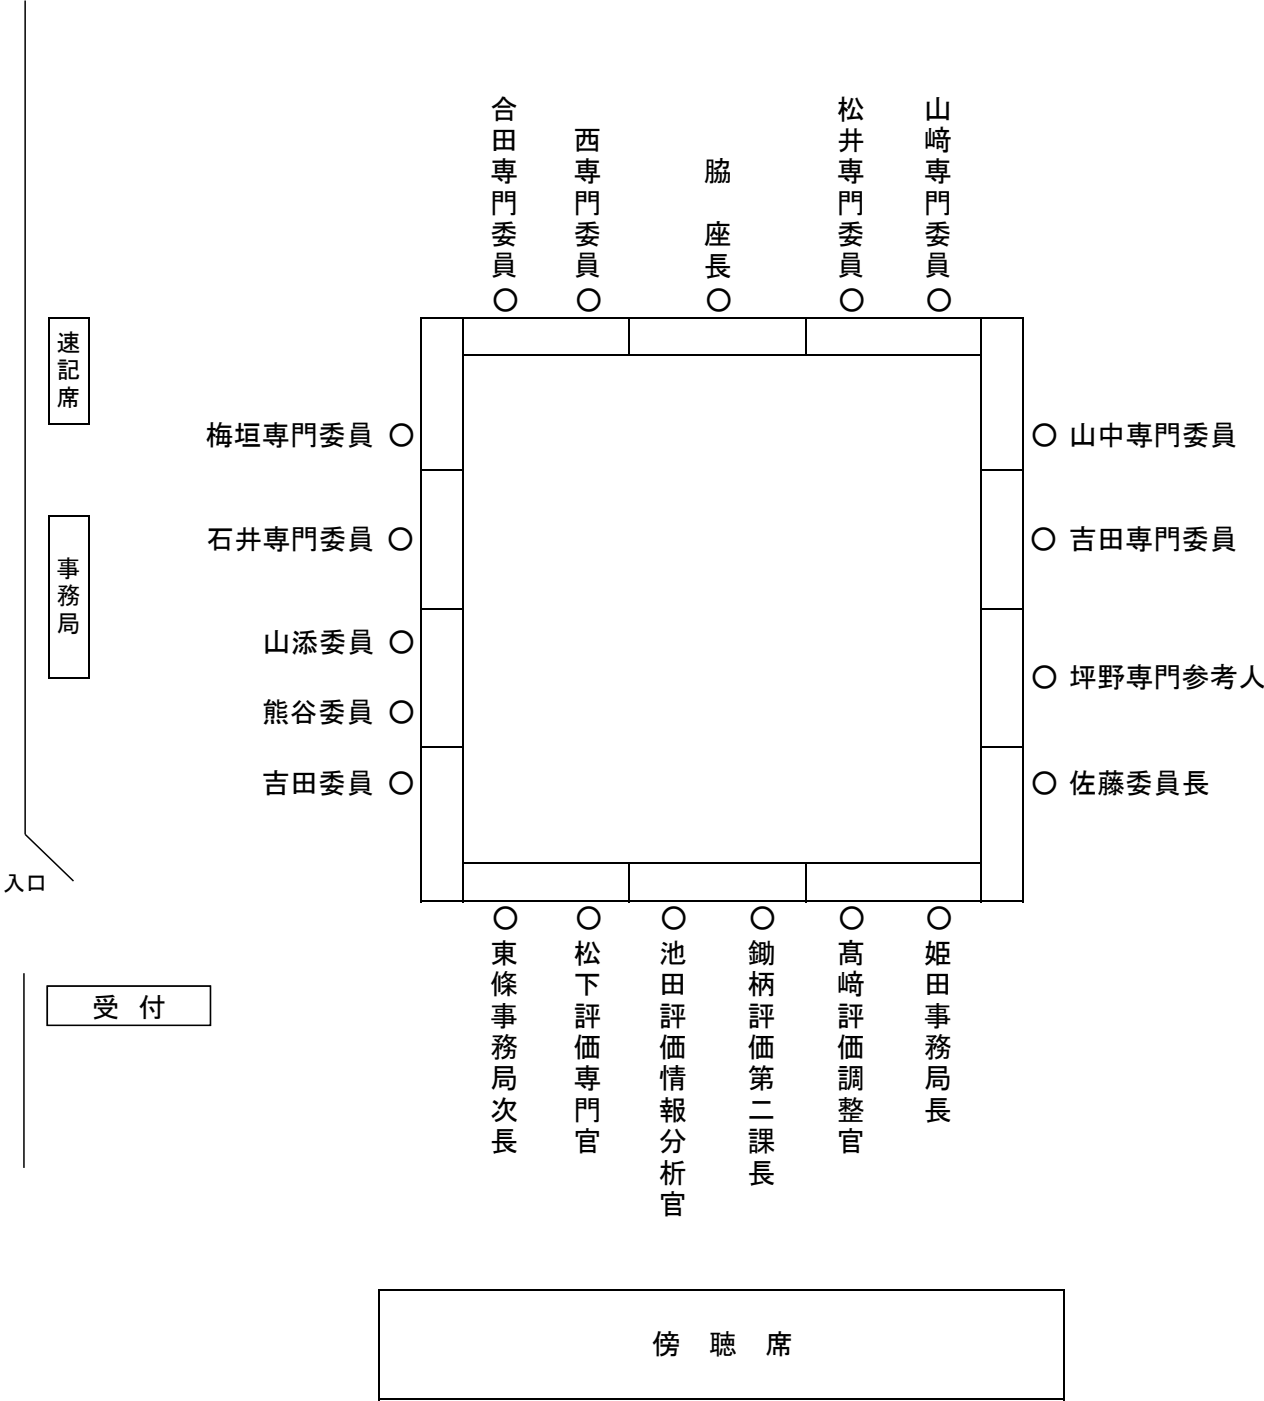 合田専門委員
西専門委員
脇　座長
松井専門委員
山﨑専門委員
速記席
梅垣専門委員
山中専門委員
事務局
石井専門委員
吉田専門委員
山添委員
坪野専門参考人
熊谷委員
吉田委員
佐藤委員長
入口
受　付
東條事務局次長
松下評価専門官
池田評価情報分析官
鋤柄評価第二課長
髙﨑評価調整官
姫田事務局長
傍　聴　席